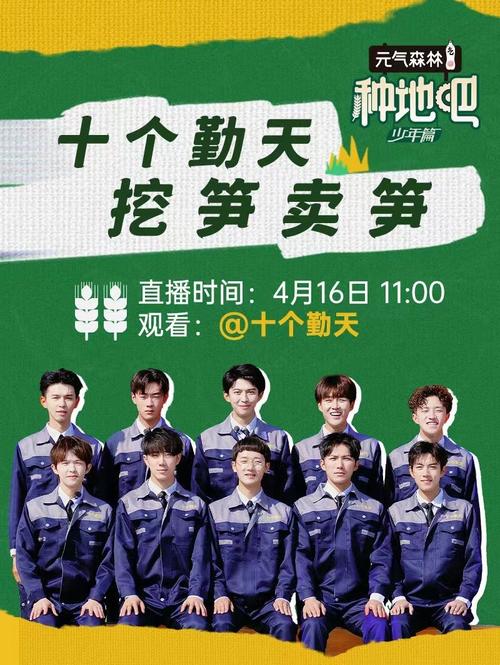 元气森林
种地吧
少年篇
十个勤天
挖笋卖笋
直播时间：4月16日 11:00
观看：@十个勤天